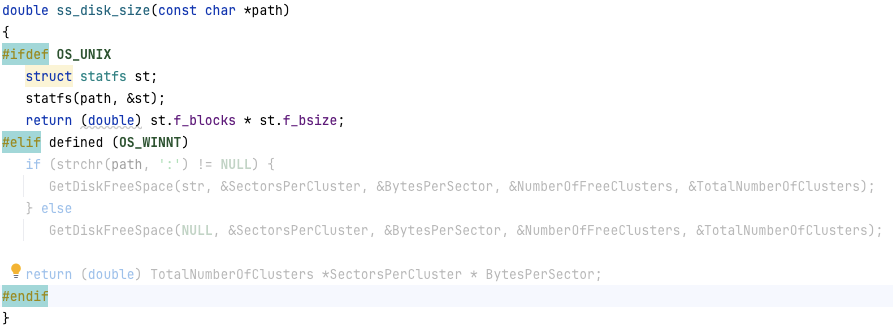 double ss_disk_size(const char *path)
{
#ifdef OS_UNIX
   struct statfs st;
   statfs(path, &st);
   return (double) st.f_blocks * st.f_bsize;
#elif defined (OS_WINNT)
   if (strchr(path, ':') != NULL) {
      GetDiskFreeSpace(str, &SectorsPerCluster, &BytesPerSector, &NumberOfFreeClusters, &TotalNumberOfClusters);
   } else
      GetDiskFreeSpace(NULL, &SectorsPerCluster, &BytesPerSector, &NumberOfFreeClusters, &TotalNumberOfClusters);

   return (double) TotalNumberOfClusters *SectorsPerCluster * BytesPerSector;
#endif
}